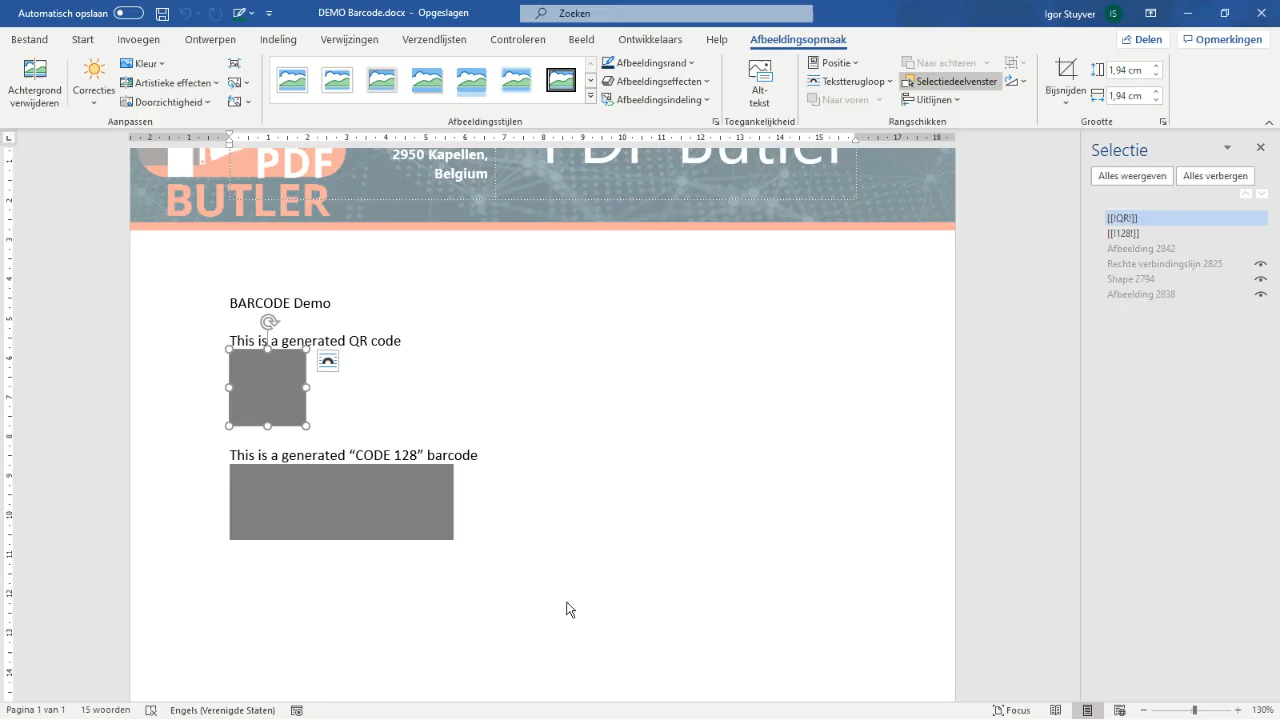 Automatisch opslaan
DEMO Barcode.docx - Opgeslagen
Zoeken
Igor Stuyver
IS
Bestand
Start
Invoegen
Ontwerpen
Indeling
Verwijzingen
Verzendlijsten
Controleren
Beeld
Ontwikkelaars
Help
Afbeeldingsopmaak
Delen
Opmerkingen
Achtergrond verwijderen
Correcties
Kleur
Artistieke effecten
Doorzichtigheid
Aanpassen
Afbeeldingsstijlen
Afbeeldingsrand
Afbeeldingseffecten
Afbeeldingsindeling
Alt-tekst
Toegankelijkheid
Positie
Tekstterugloop
Naar voren
Naar achteren
Selectiedeelvenster
Uitlijnen
Rangschikken
Bijsnijden
1,94 cm
1,94 cm
Grootte
PDF
BUTLER
2950 Kapellen,
Belgium
PDF Butler
BARCODE Demo
This is a generated QR code
This is a generated “CODE 128” barcode
Selectie
Alles weergeven
Alles verbergen
[[!QR!]]
[[!128!]]
Afbeelding 2842
Rechte verbindingslijn 2825
Shape 2794
Afbeelding 2838
Pagina 1 van 1
15 woorden
Engels (Verenigde Staten)
Focus
130%